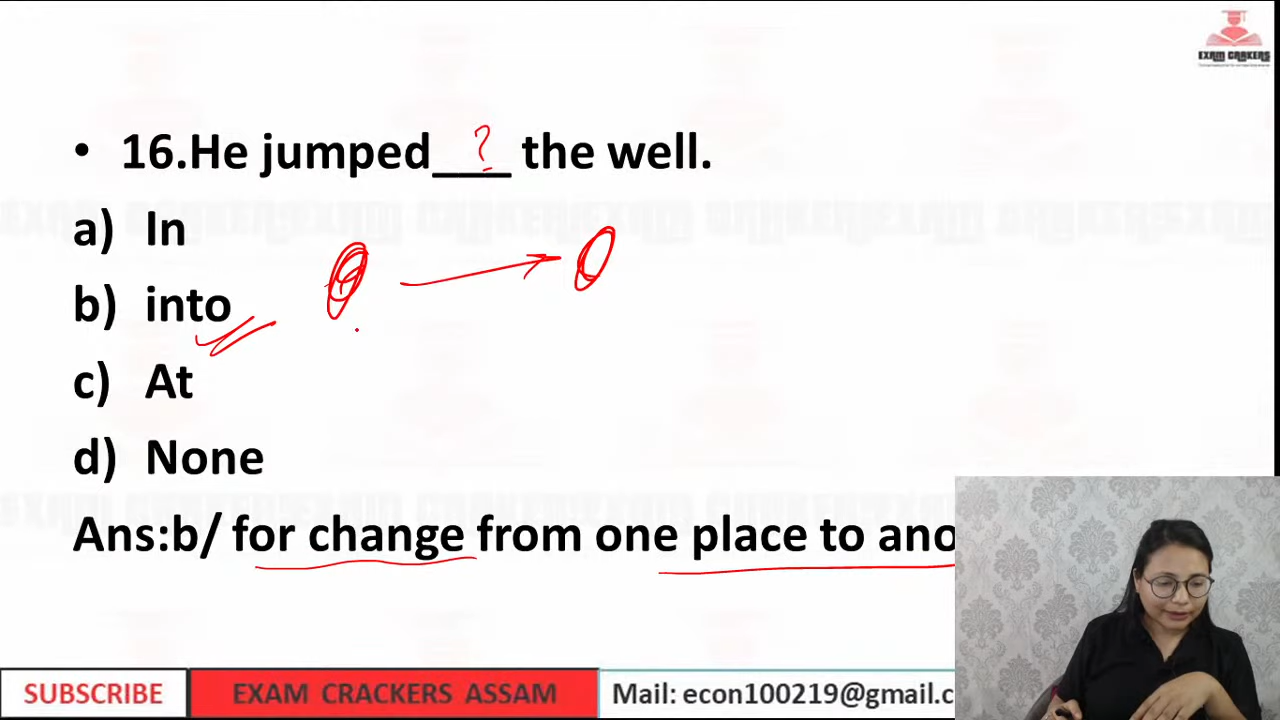 EXAM CRAKERS
• 16.He jumped___ the well.
?
a) In
b) into
c) At
d) None
Ans:b/ for change from one place to ano
SUBSCRIBE
EXAM CRACKERS ASSAM
Mail: econ100219@gmail.c